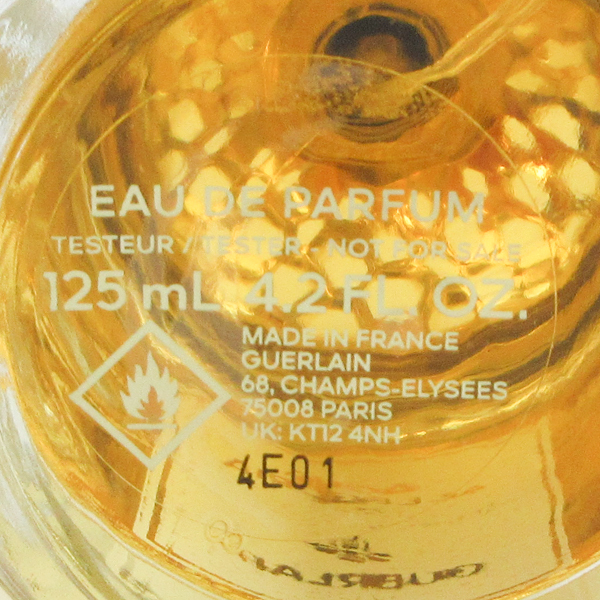 EAU DE PARFUM
TESTEUR / TESTER - NOT FOR SALE
125 mL 4.2 FL. OZ.
MADE IN FRANCE
GUERLAIN
68, CHAMPS-ELYSEES
75008 PARIS
UK: KT12 4NH
4E01
GUERLAIN